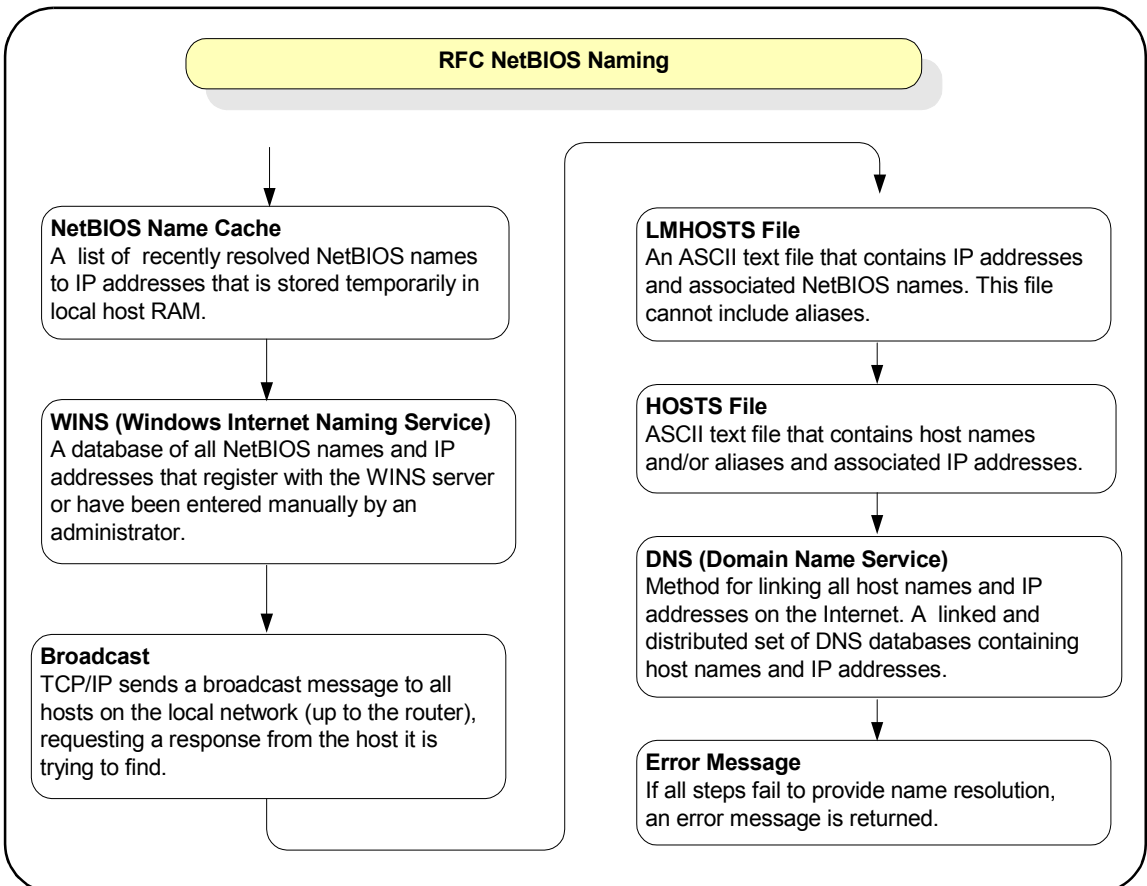 RFC NetBIOS Naming
NetBIOS Name Cache
A list of recently resolved NetBIOS names
to IP addresses that is stored temporarily in
local host RAM.
WINS (Windows Internet Naming Service)
A database of all NetBIOS names and IP
addresses that register with the WINS server
or have been entered manually by an
administrator.
Broadcast
TCP/IP sends a broadcast message to all
hosts on the local network (up to the router),
requesting a response from the host it is
trying to find.
LMHOSTS File
An ASCII text file that contains IP addresses
and associated NetBIOS names. This file
cannot include aliases.
HOSTS File
ASCII text file that contains host names
and/or aliases and associated IP addresses.
DNS (Domain Name Service)
Method for linking all host names and IP
addresses on the Internet. A linked and
distributed set of DNS databases containing
host names and IP addresses.
Error Message
If all steps fail to provide name resolution,
an error message is returned.